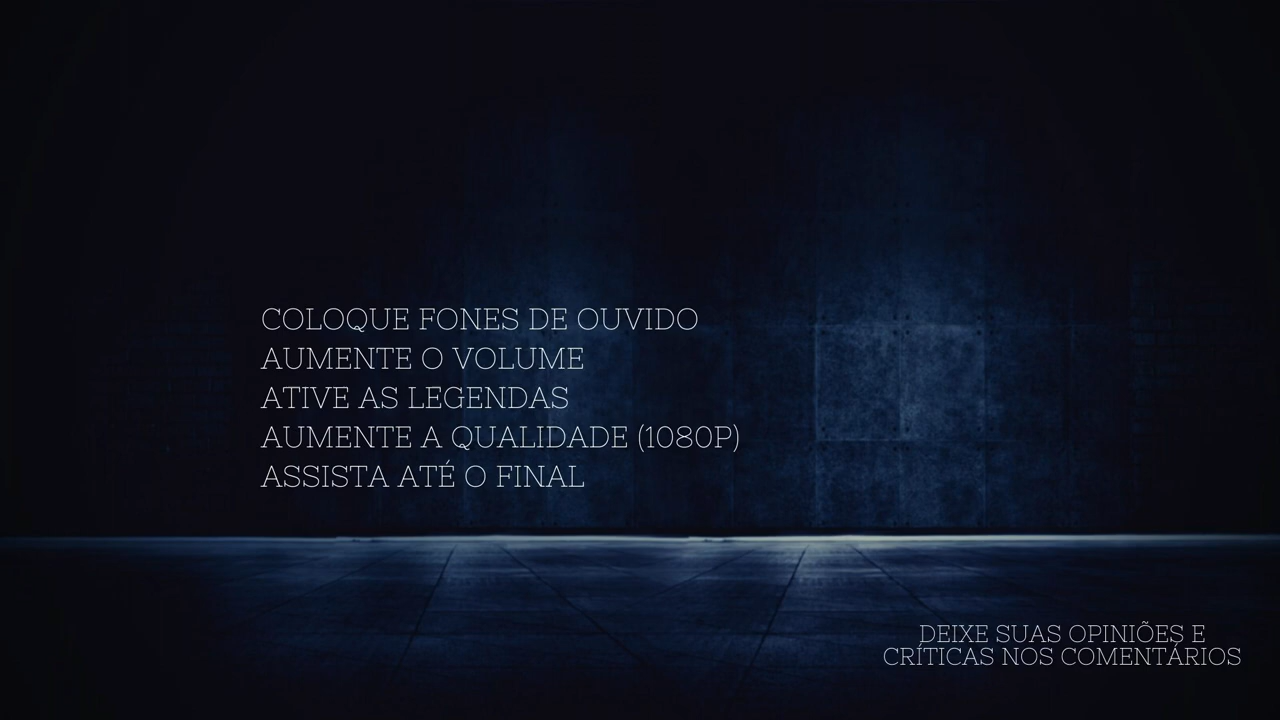 COLOQUE FONES DE OUVIDO
AUMENTE O VOLUME
ATIVE AS LEGENDAS
AUMENTE A QUALIDADE (1080P)
ASSISTA ATÉ O FINAL
DEIXE SUAS OPINIÕES E
CRÍTICAS NOS COMENTÁRIOS